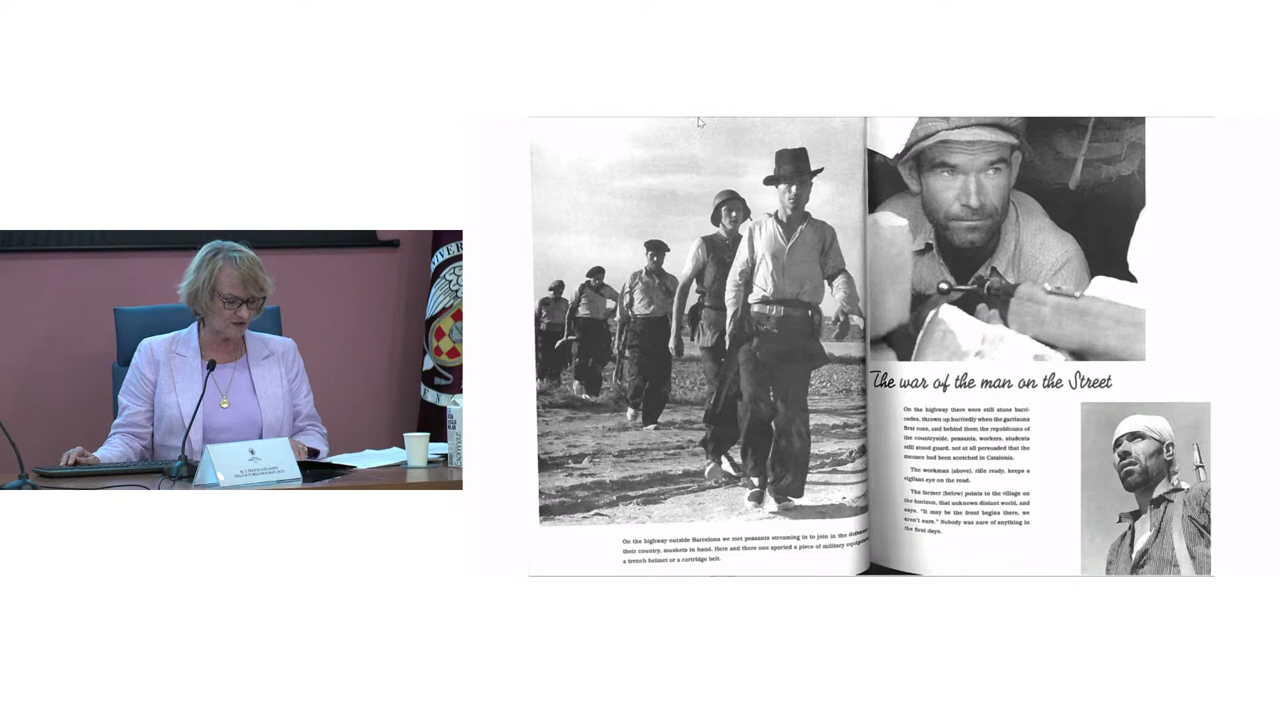 On the highway outside Barcelona we met peasants streaming in to join in the
their country, muskets in hand. Here and there one sported a piece of military
a trench helmet or a cartridge belt.
The war of the man on the Street
On the highway there were still stone barri-
cades, thrown up hurriedly when the garrisons
first rose, and behind them the republicans of
the countryside, peasants, workers, students
still stood guard, not at all persuaded that the
menace had been scotched in Catalonia.
The workman (above), rifle ready, keeps a
vigilant eye on the road.
The farmer (below) points to the village on
the horizon, that unknown distant world, and
says, "It may be the front begins there, we
aren't sure." Nobody was sure of anything in
the first days.